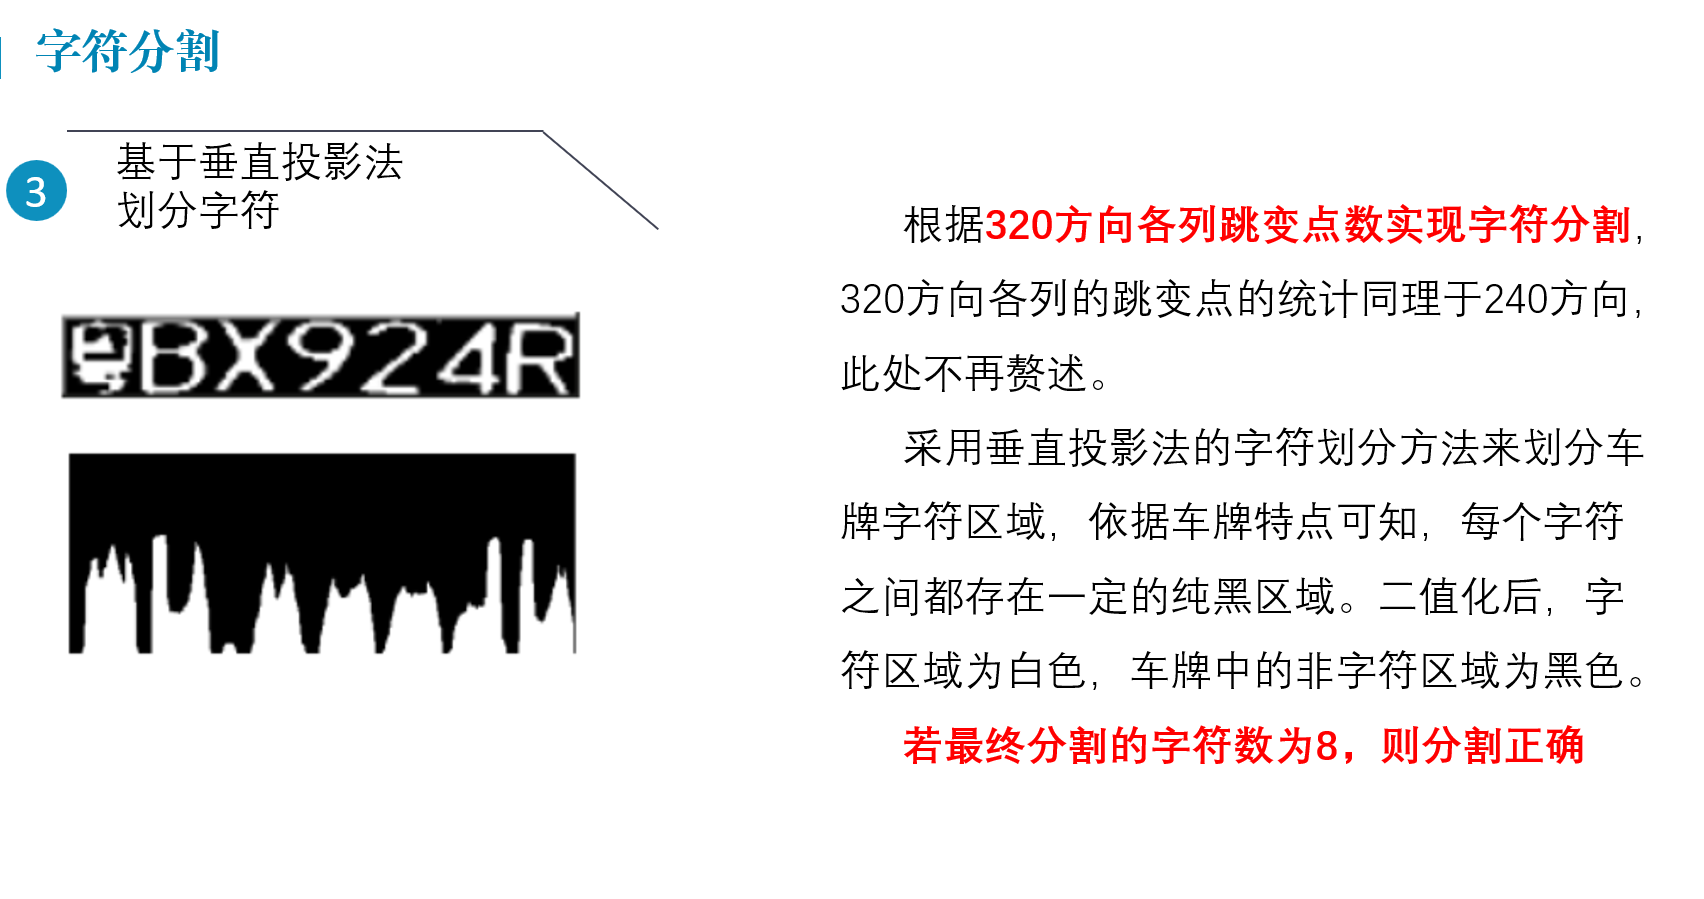 字符分割
3
基于垂直投影法
划分字符
粤BX924R
根据320方向各列跳变点数实现字符分割，
320方向各列的跳变点的统计同理于240方向，
此处不再赘述。
采用垂直投影法的字符划分方法来划分车
牌字符区域，依据车牌特点可知，每个字符
之间都存在一定的纯黑区域。二值化后，字
符区域为白色，车牌中的非字符区域为黑色。
若最终分割的字符数为8，则分割正确